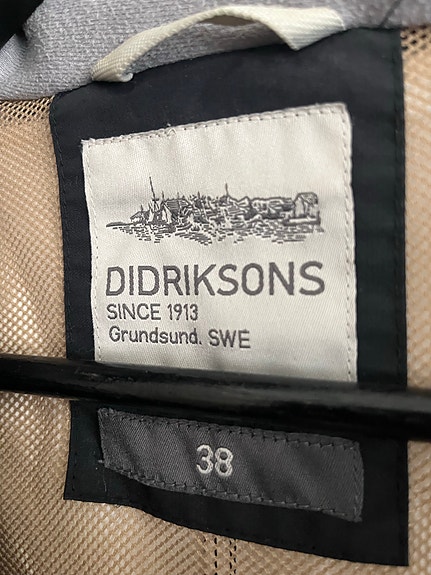 DIDRIKSONS
SINCE 1913
Grundsund. SWE
38